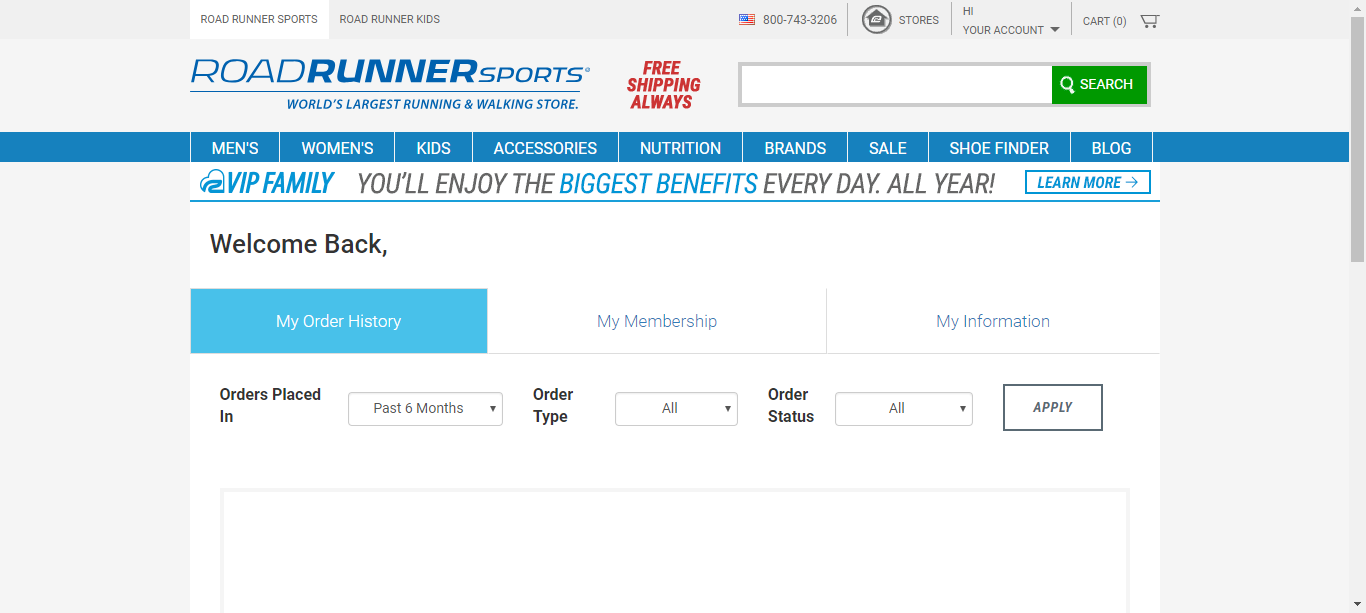 ROAD RUNNER SPORTS
ROAD RUNNER KIDS
800-743-3206
STORES
HI
YOUR ACCOUNT
CART (0)
ROADRUNNERSPORTS®
WORLD'S LARGEST RUNNING & WALKING STORE.
FREE
SHIPPING
ALWAYS
SEARCH
MEN'S
WOMEN'S
KIDS
ACCESSORIES
NUTRITION
BRANDS
SALE
SHOE FINDER
BLOG
VIP FAMILY
YOU'LL ENJOY THE BIGGEST BENEFITS EVERY DAY. ALL YEAR!
LEARN MORE →
Welcome Back,
My Order History
My Membership
My Information
Orders Placed
In
Past 6 Months
Order
Type
All
Order
Status
All
APPLY